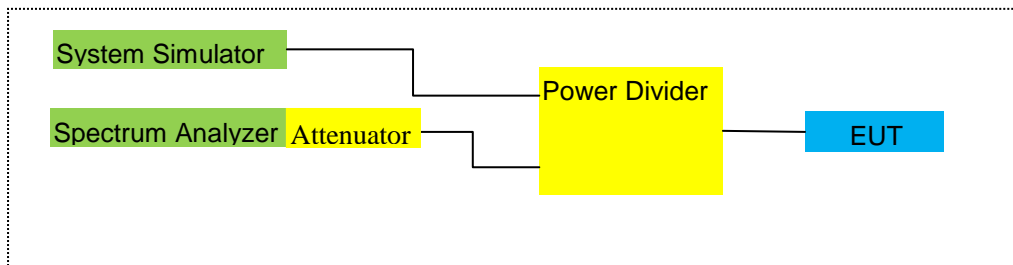 System Simulator
Power Divider
Spectrum Analyzer Attenuator
EUT